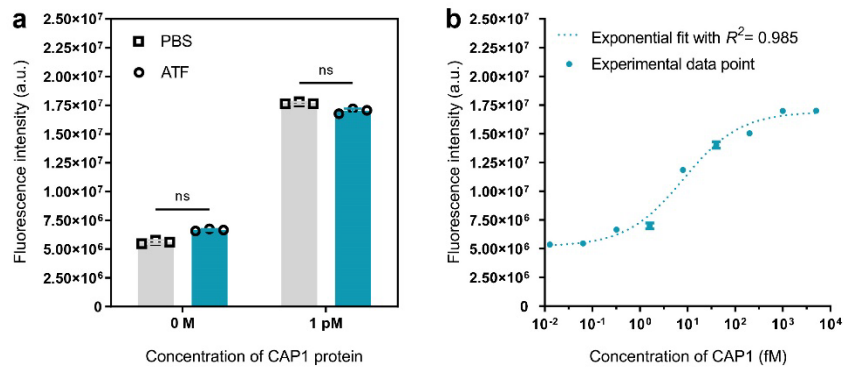 a
Fluorescence intensity (a.u.)
2.50×10⁷
2.25×10⁷
2.00×10⁷
1.75×10⁷
1.50×10⁷
1.25×10⁷
1.00×10⁷
7.50×10⁶
5.00×10⁶
2.50×10⁶
0
PBS
ATF
ns
ns
0 M
1 pM
Concentration of CAP1 protein
b
Fluorescence intensity (a.u.)
2.50×10⁷
2.25×10⁷
2.00×10⁷
1.75×10⁷
1.50×10⁷
1.25×10⁷
1.00×10⁷
7.50×10⁶
5.00×10⁶
2.50×10⁶
0
Exponential fit with R²= 0.985
Experimental data point
10⁻² 10⁻¹ 10⁰ 10¹ 10² 10³ 10⁴
Concentration of CAP1 (fM)